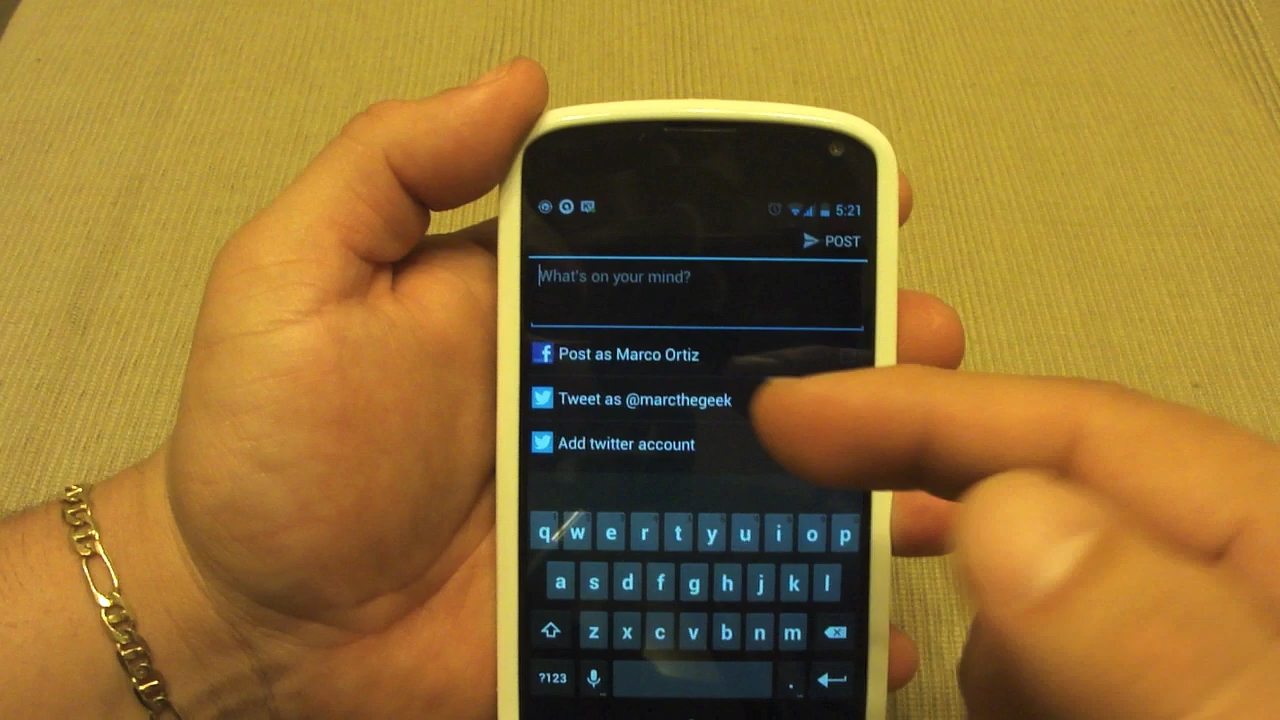 5:21
POST
What's on your mind?
Post as Marco Ortiz
Tweet as @marcthegeek
Add twitter account
q w e r t y u i o p
a s d f g h j k l
z x c v b n m
?123 .